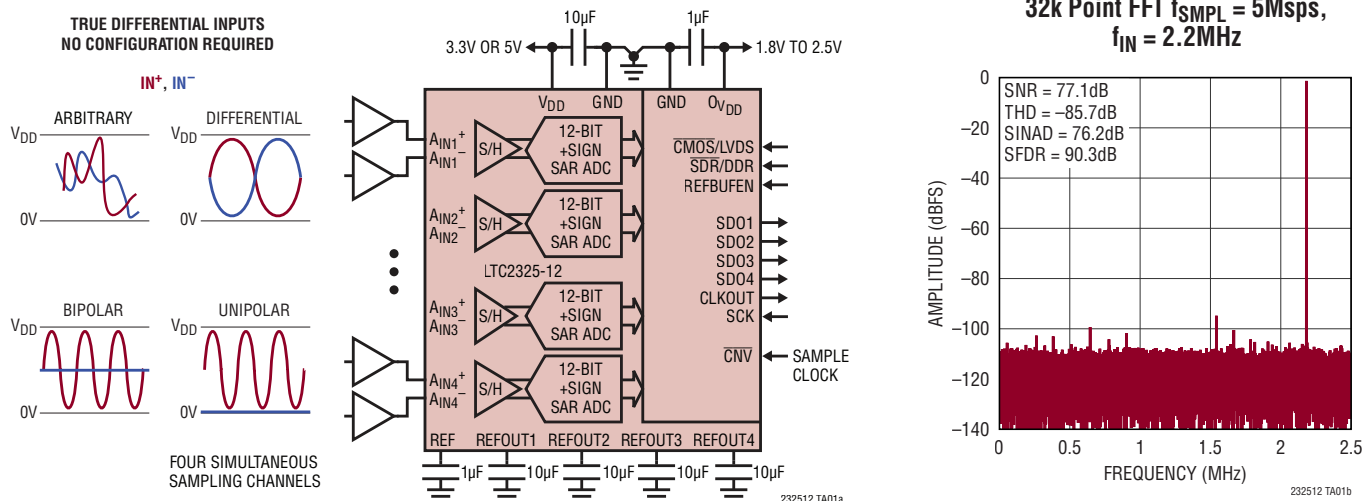 TRUE DIFFERENTIAL INPUTS
NO CONFIGURATION REQUIRED
IN+, IN−
ARBITRARY
VDD
0V
DIFFERENTIAL
VDD
0V
BIPOLAR
VDD
0V
UNIPOLAR
VDD
0V
FOUR SIMULTANEOUS
SAMPLING CHANNELS
10µF
1µF
3.3V OR 5V
1.8V TO 2.5V
VDD
GND
GND
OVDD
AIN1+
AIN1−
S/H
12-BIT
+SIGN
SAR ADC
AIN2+
AIN2−
S/H
12-BIT
+SIGN
SAR ADC
LTC2325-12
AIN3+
AIN3−
S/H
12-BIT
+SIGN
SAR ADC
AIN4+
AIN4−
S/H
12-BIT
+SIGN
SAR ADC
CMOS/LVDS
SDR/DDR
REFBUFEN
SDO1
SDO2
SDO3
SDO4
CLKOUT
SCK
CNV
SAMPLE
CLOCK
REF
REFOUT1
REFOUT2
REFOUT3
REFOUT4
1µF
10µF
10µF
10µF
10µF
232512 TA01a
32k Point FFT fSMPL = 5Msps,
fIN = 2.2MHz
SNR = 77.1dB
THD = –85.7dB
SINAD = 76.2dB
SFDR = 90.3dB
AMPLITUDE (dBFS)
0
–20
–40
–60
–80
–100
–120
–140
0
0.5
1
1.5
2
2.5
FREQUENCY (MHz)
232512 TA01b